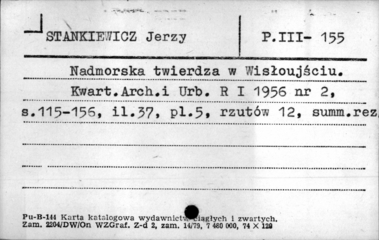 STANKIEWICZ Jerzy P.III- 155
Nadmorska twierdza w Wisłoujściu.
Kwart.Arch.i Urb. R I 1956 nr 2,
s.115-156, il.37, pl.5, rzutów 12, summ.rez
Pu-B-144 Karta katalogowa wydawnictw ciągłych i zwartych.
Zam. 2204/DW/On WZGraf. Z-d 2, zam. 14/79, 7 460 000, 74 X 129